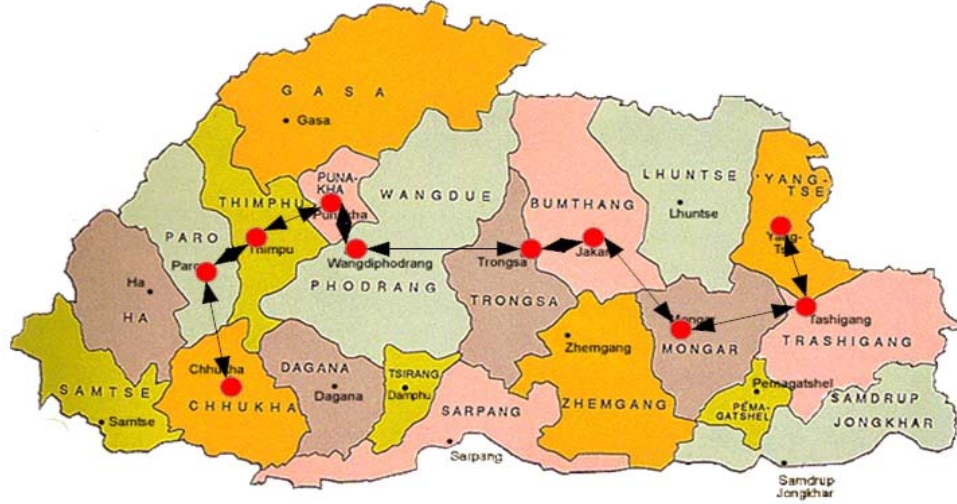 GASA
Gasa
PUNA-
KHA
Punakha
THIMPHU
Thimpu
WANGDUE
PHODRANG
Wangdiphodrang
PARO
Paro
Ha
HA
SAMTSE
Samtse
Chhukha
CHHUKHA
DAGANA
Dagana
TSIRANG
Damphu
SARPANG
Sarpang
Trongsa
TRONGSA
BUMTHANG
Jakar
LHUNTSE
Lhuntse
YANG-
TSE
Yang-
Tse
Zhemgang
ZHEMGANG
Mongar
MONGAR
Tashigang
TRASHIGANG
Pemagatshel
PEMA-
GATSHEL
SAMDRUP
JONGKHAR
Samdrup
Jongkhar